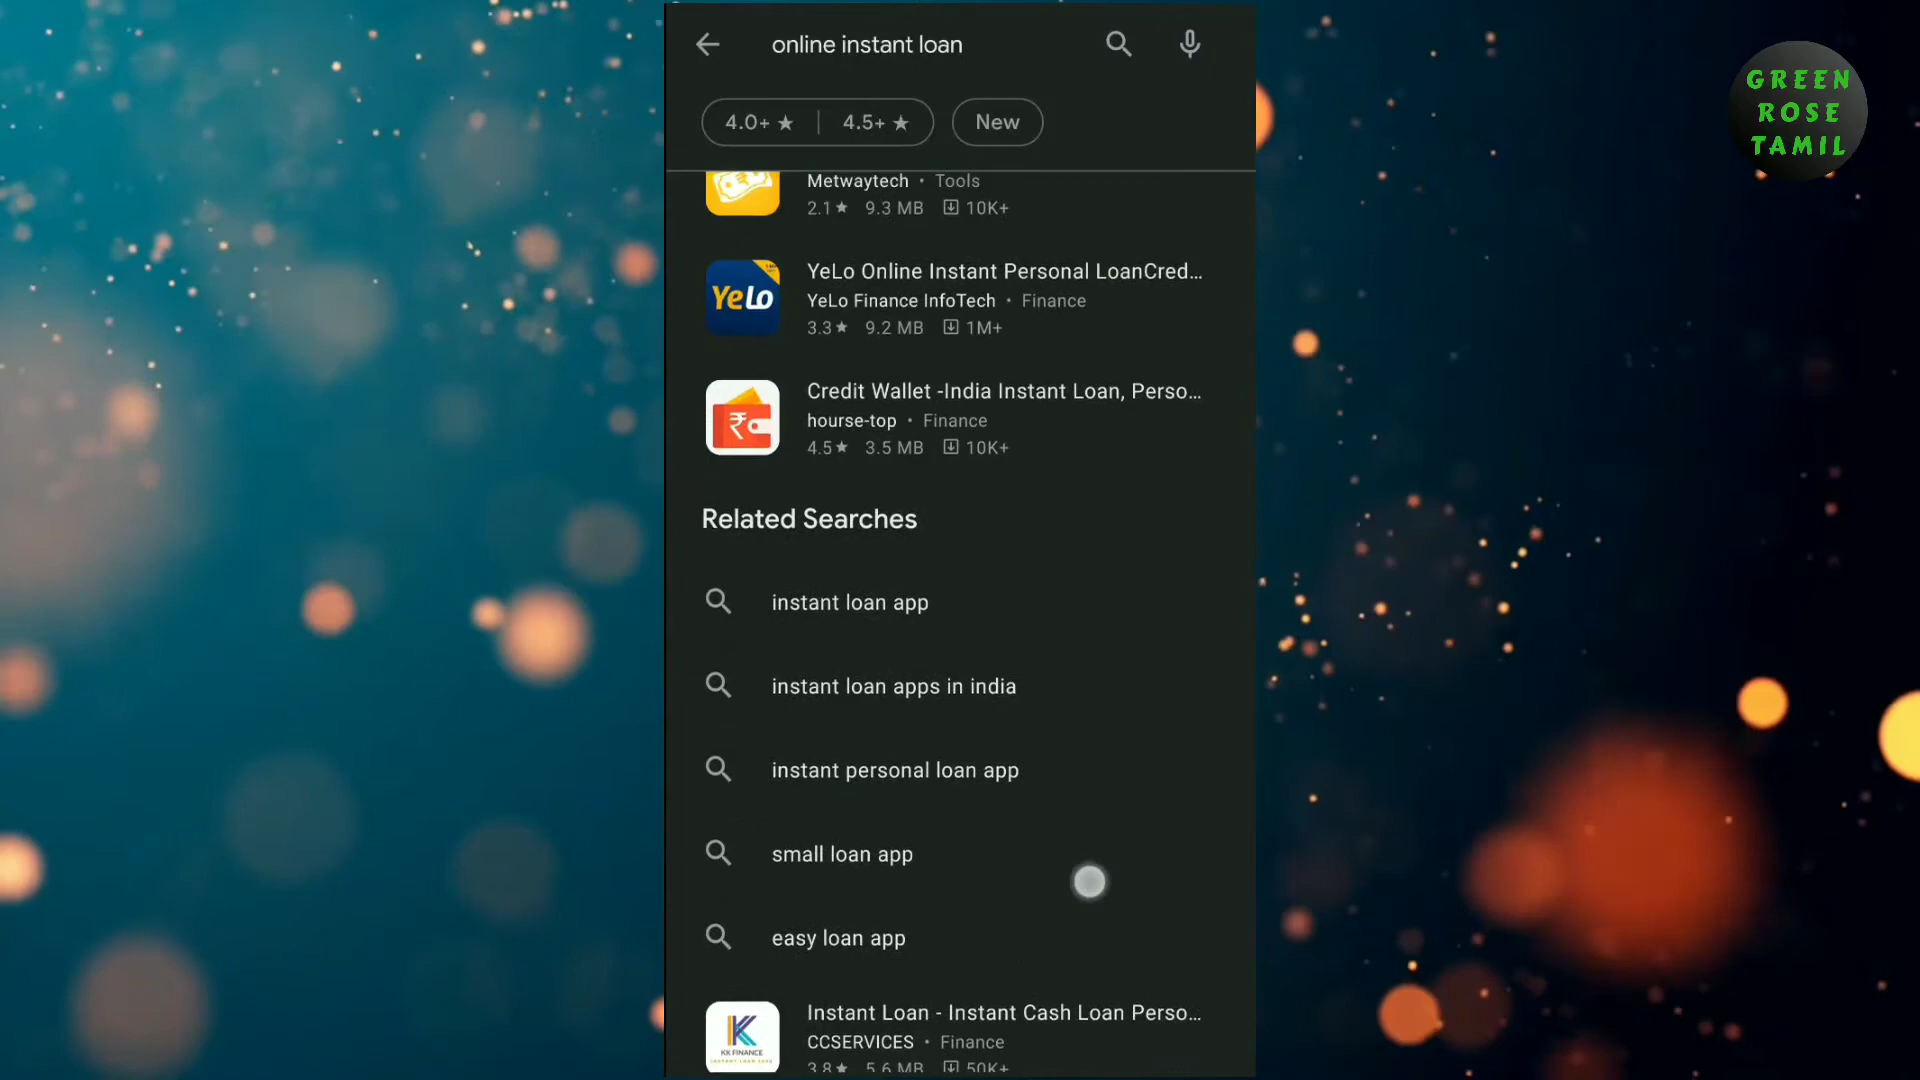 online instant loan
4.0+ ★ | 4.5+ ★
New
Metwaytech • Tools
2.1★ 9.3 MB 10K+
YeLo
YeLo Online Instant Personal LoanCred...
YeLo Finance InfoTech • Finance
3.3★ 9.2 MB 1M+
Credit Wallet -India Instant Loan, Perso...
hourse-top • Finance
4.5★ 3.5 MB 10K+
Related Searches
instant loan app
instant loan apps in india
instant personal loan app
small loan app
easy loan app
KK FINANCE
Instant Loan - Instant Cash Loan Perso...
CCSERVICES • Finance
3.8★ 5.6 MB 50K+
GREEN
ROSE
TAMIL